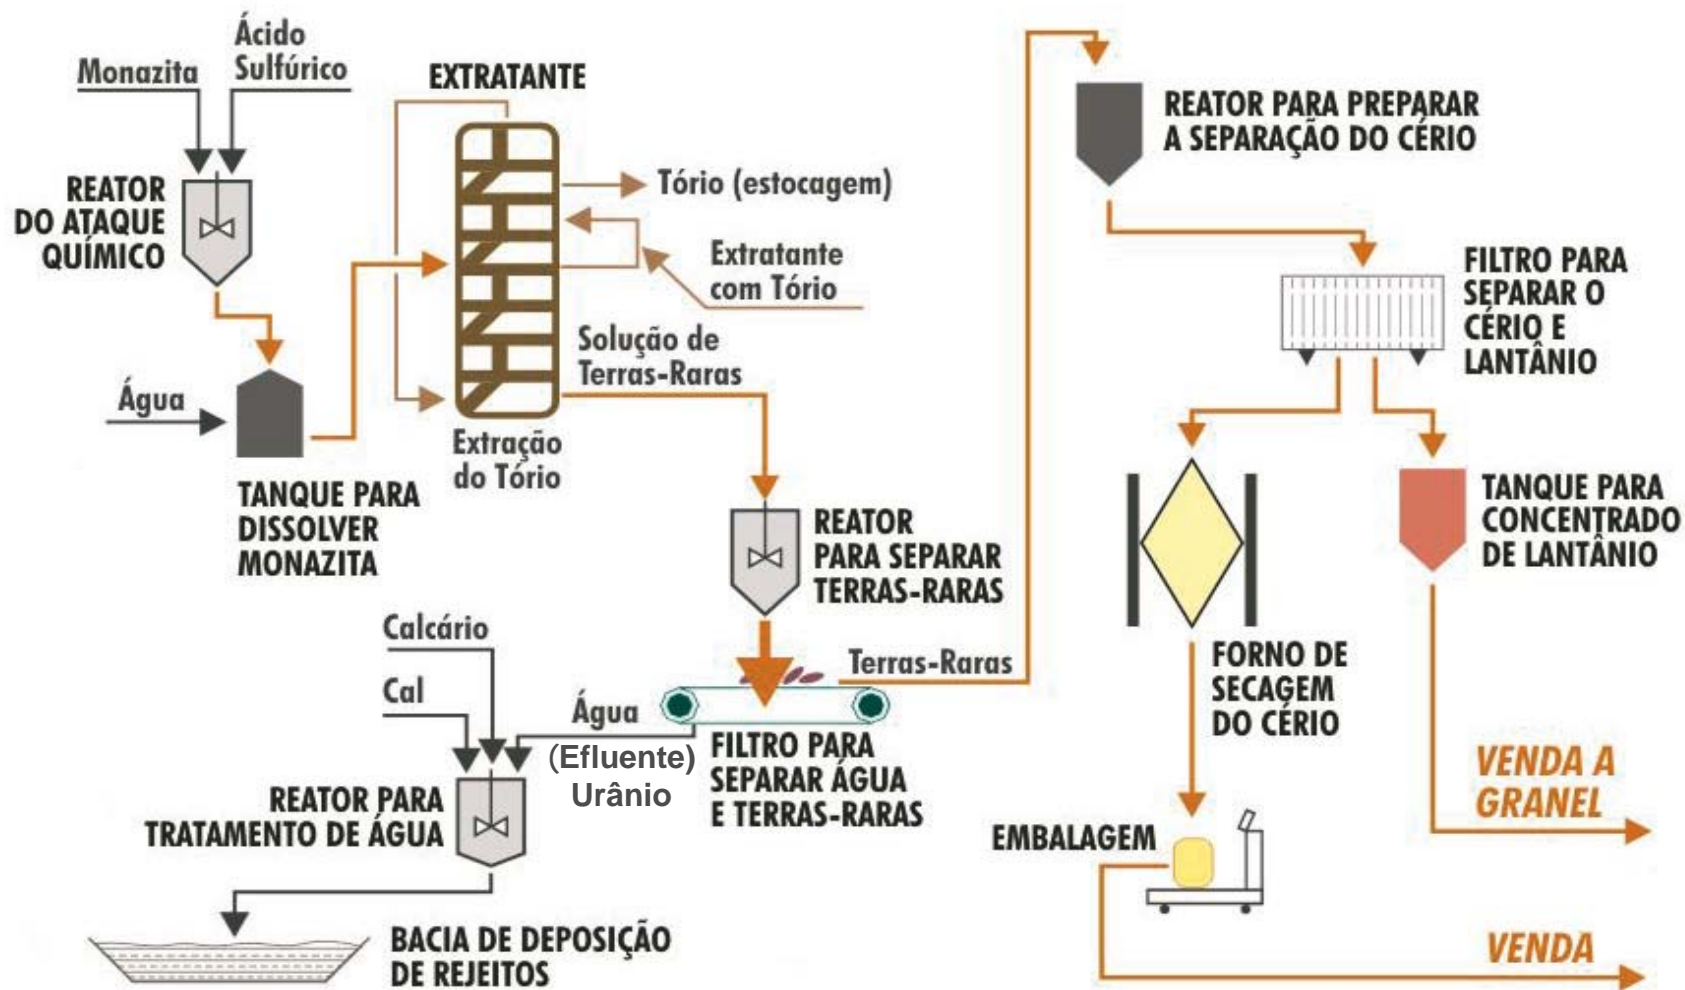 Monazita
Ácido
Sulfúrico
REATOR
DO ATAQUE
QUÍMICO
Água
TANQUE PARA
DISSOLVER
MONAZITA
EXTRATANTE
Tório (estocagem)
Extratante
com Tório
Solução de
Terras-Raras
Extração
do Tório
REATOR
PARA SEPARAR
TERRAS-RARAS
Terras-Raras
Calcário
Cal
Água
(Efluente)
Urânio
FILTRO PARA
SEPARAR ÁGUA
E TERRAS-RARAS
REATOR PARA
TRATAMENTO DE ÁGUA
BACIA DE DEPOSIÇÃO
DE REJEITOS
REATOR PARA PREPARAR
A SEPARAÇÃO DO CÉRIO
FILTRO PARA
SEPARAR O
CÉRIO E
LANTÂNIO
TANQUE PARA
CONCENTRADO
DE LANTÂNIO
FORNO DE
SECAGEM
DO CÉRIO
VENDA A
GRANEL
EMBALAGEM
VENDA